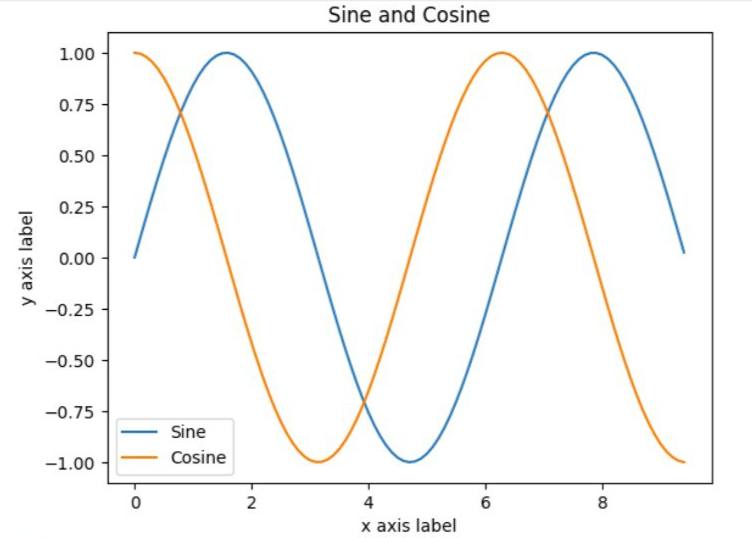 Sine and Cosine
1.00
0.75
0.50
0.25
0.00
−0.25
−0.50
−0.75
−1.00
y axis label
Sine
Cosine
0 2 4 6 8
x axis label